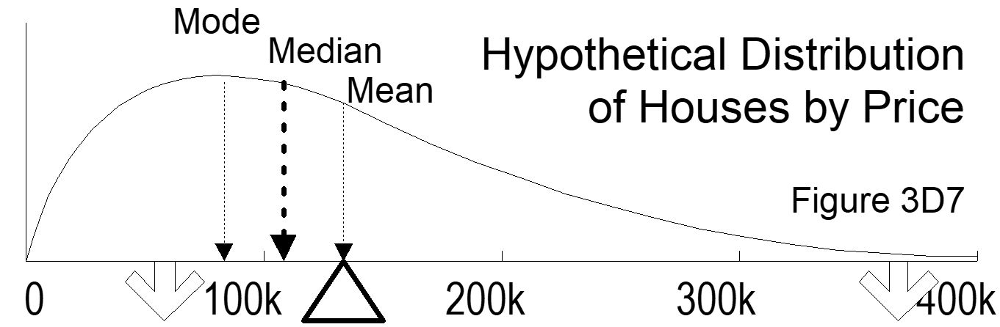 Mode
Median
Mean
Hypothetical Distribution
of Houses by Price
Figure 3D7
0 100k 200k 300k 400k